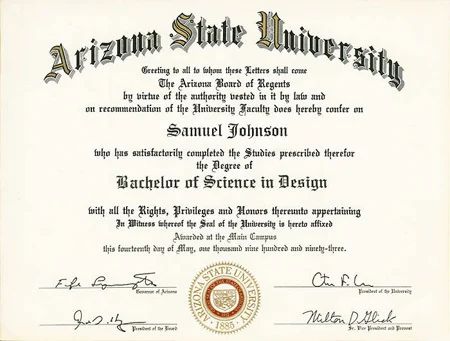 Arizona State University
Greeting to all to whom these Letters shall come
The Arizona Board of Regents
by virtue of the authority vested in it by law and
on recommendation of the University Faculty does hereby confer on
Samuel Johnson
who has satisfactorily completed the Studies prescribed therefor
the Degree of
Bachelor of Science in Design
with all the Rights, Privileges and Honors thereunto appertaining
In Witness whereof the Seal of the University is hereto affixed
Awarded at the Main Campus
this fourteenth day of May, one thousand nine hundred and ninety-three.
Governor of Arizona
President of the University
ARIZONA STATE UNIVERSITY
1885
President of the Board
Milton D Glick
Sr. Vice President and Provost